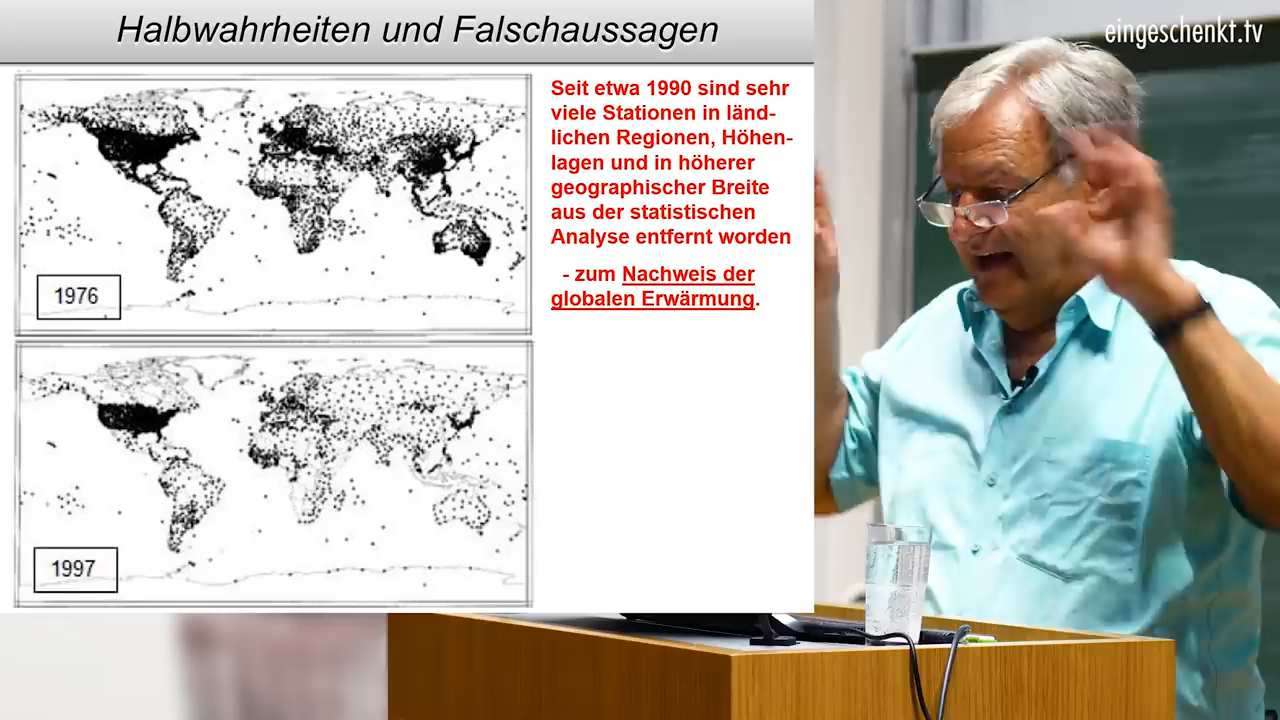 Halbwahrheiten und Falschaussagen
eingeschenkt.tv
Seit etwa 1990 sind sehr
viele Stationen in länd-
lichen Regionen, Höhen-
lagen und in höherer
geographischer Breite
aus der statistischen
Analyse entfernt worden
- zum Nachweis der
globalen Erwärmung.
1976
1997